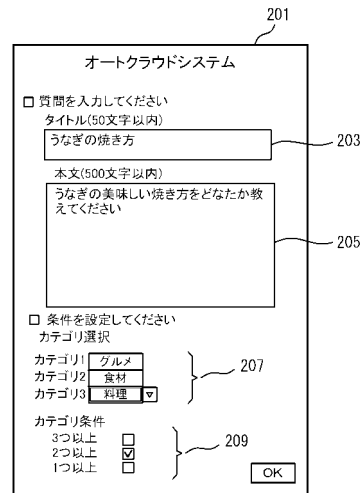 201
オートクラウドシステム
質問を入力してください
タイトル(50文字以内)
うなぎの焼き方
203
本文(500文字以内)
うなぎの美味しい焼き方をどなたか教
えてください
205
条件を設定してください
カテゴリ選択
カテゴリ1 グルメ
カテゴリ2 食材
カテゴリ3 料理
207
カテゴリ条件
3つ以上
2つ以上
1つ以上
209
OK